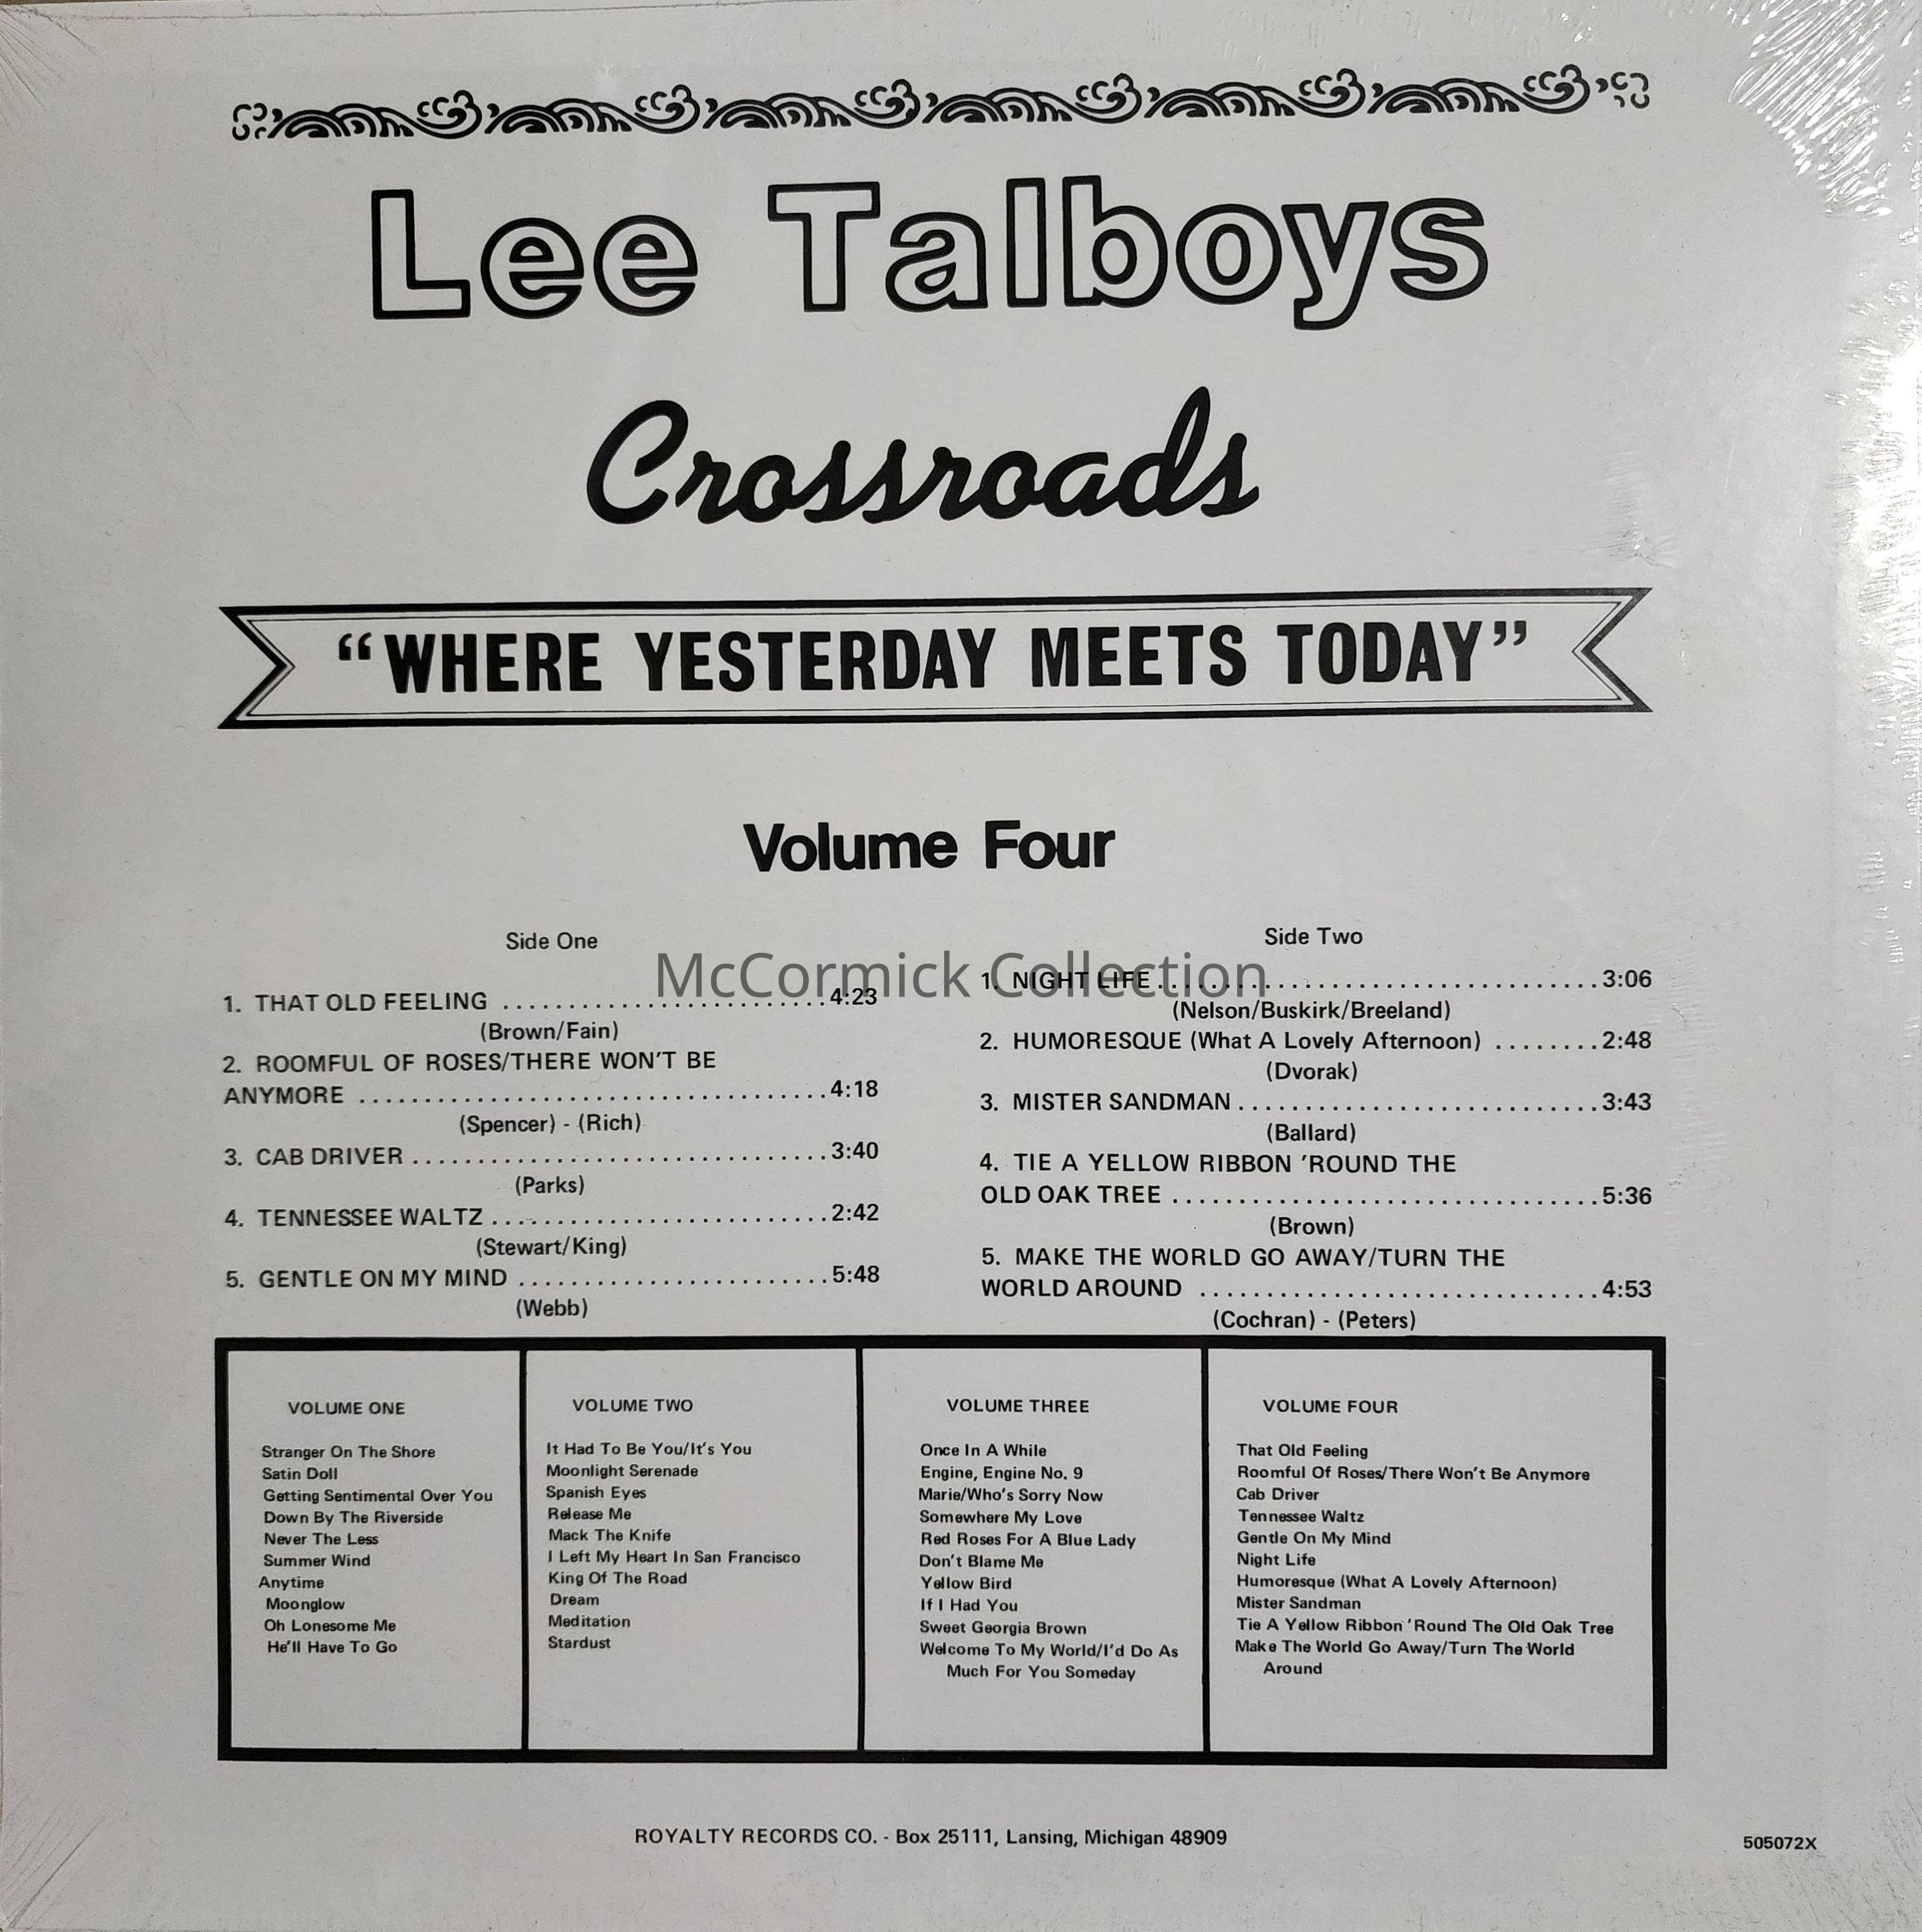 Lee Talboys
Crossroads
“WHERE YESTERDAY MEETS TODAY”
Volume Four
Side One
1. THAT OLD FEELING ......................... 4:23
(Brown/Fain)
2. ROOMFUL OF ROSES/THERE WON'T BE
ANYMORE .................................... 4:18
(Spencer) - (Rich)
3. CAB DRIVER ................................ 3:40
(Parks)
4. TENNESSEE WALTZ .......................... 2:42
(Stewart/King)
5. GENTLE ON MY MIND ........................ 5:48
(Webb)
Side Two
1. NIGHT LIFE .................................. 3:06
(Nelson/Buskirk/Breeland)
2. HUMORESQUE (What A Lovely Afternoon) ........ 2:48
(Dvorak)
3. MISTER SANDMAN ............................ 3:43
(Ballard)
4. TIE A YELLOW RIBBON 'ROUND THE
OLD OAK TREE ................................. 5:36
(Brown)
5. MAKE THE WORLD GO AWAY/TURN THE
WORLD AROUND ............................... 4:53
(Cochran) - (Peters)
McCormick Collection
VOLUME ONE
Stranger On The Shore
Satin Doll
Getting Sentimental Over You
Down By The Riverside
Never The Less
Summer Wind
Anytime
Moonglow
Oh Lonesome Me
He'll Have To Go
VOLUME TWO
It Had To Be You/It's You
Moonlight Serenade
Spanish Eyes
Release Me
Mack The Knife
I Left My Heart In San Francisco
King Of The Road
Dream
Meditation
Stardust
VOLUME THREE
Once In A While
Engine, Engine No. 9
Marie/Who's Sorry Now
Somewhere My Love
Red Roses For A Blue Lady
Don't Blame Me
Yellow Bird
If I Had You
Sweet Georgia Brown
Welcome To My World/I'd Do As
Much For You Someday
VOLUME FOUR
That Old Feeling
Roomful Of Roses/There Won't Be Anymore
Cab Driver
Tennessee Waltz
Gentle On My Mind
Night Life
Humoresque (What A Lovely Afternoon)
Mister Sandman
Tie A Yellow Ribbon 'Round The Old Oak Tree
Make The World Go Away/Turn The World
Around
ROYALTY RECORDS CO. - Box 25111, Lansing, Michigan 48909
505072X